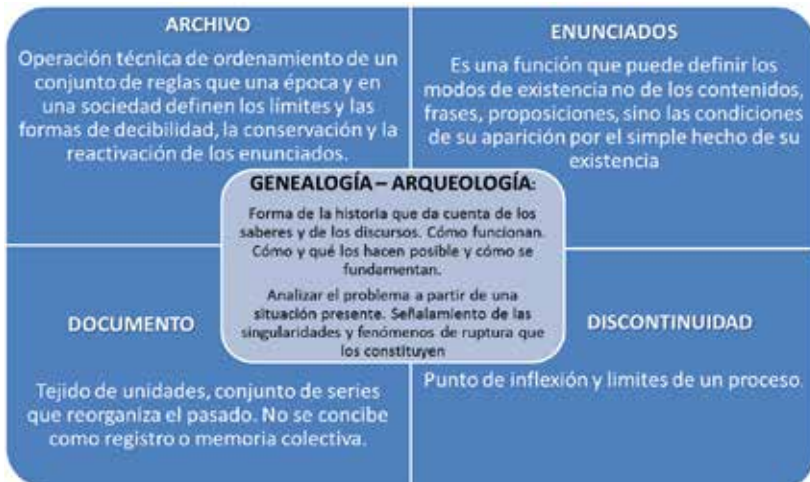 ARCHIVO
Operación técnica de ordenamiento de un
conjunto de reglas que una época y en
una sociedad definen los límites y las
formas de decibilidad, la conservación y la
reactivación de los enunciados.
ENUNCIADOS
Es una función que puede definir los
modos de existencia no de los contenidos,
frases, proposiciones, sino las condiciones
de su aparición por el simple hecho de su
existencia
GENEALOGÍA – ARQUEOLOGÍA:
Forma de la historia que da cuenta de los
saberes y de los discursos. Cómo funcionan.
Cómo y qué los hacen posible y cómo se
fundamentan.
Analizar el problema a partir de una
situación presente. Señalamiento de las
singularidades y fenómenos de ruptura que
los constituyen
DOCUMENTO
Tejido de unidades, conjunto de series
que reorganiza el pasado. No se concibe
como registro o memoria colectiva.
DISCONTINUIDAD
Punto de inflexión y limites de un proceso.